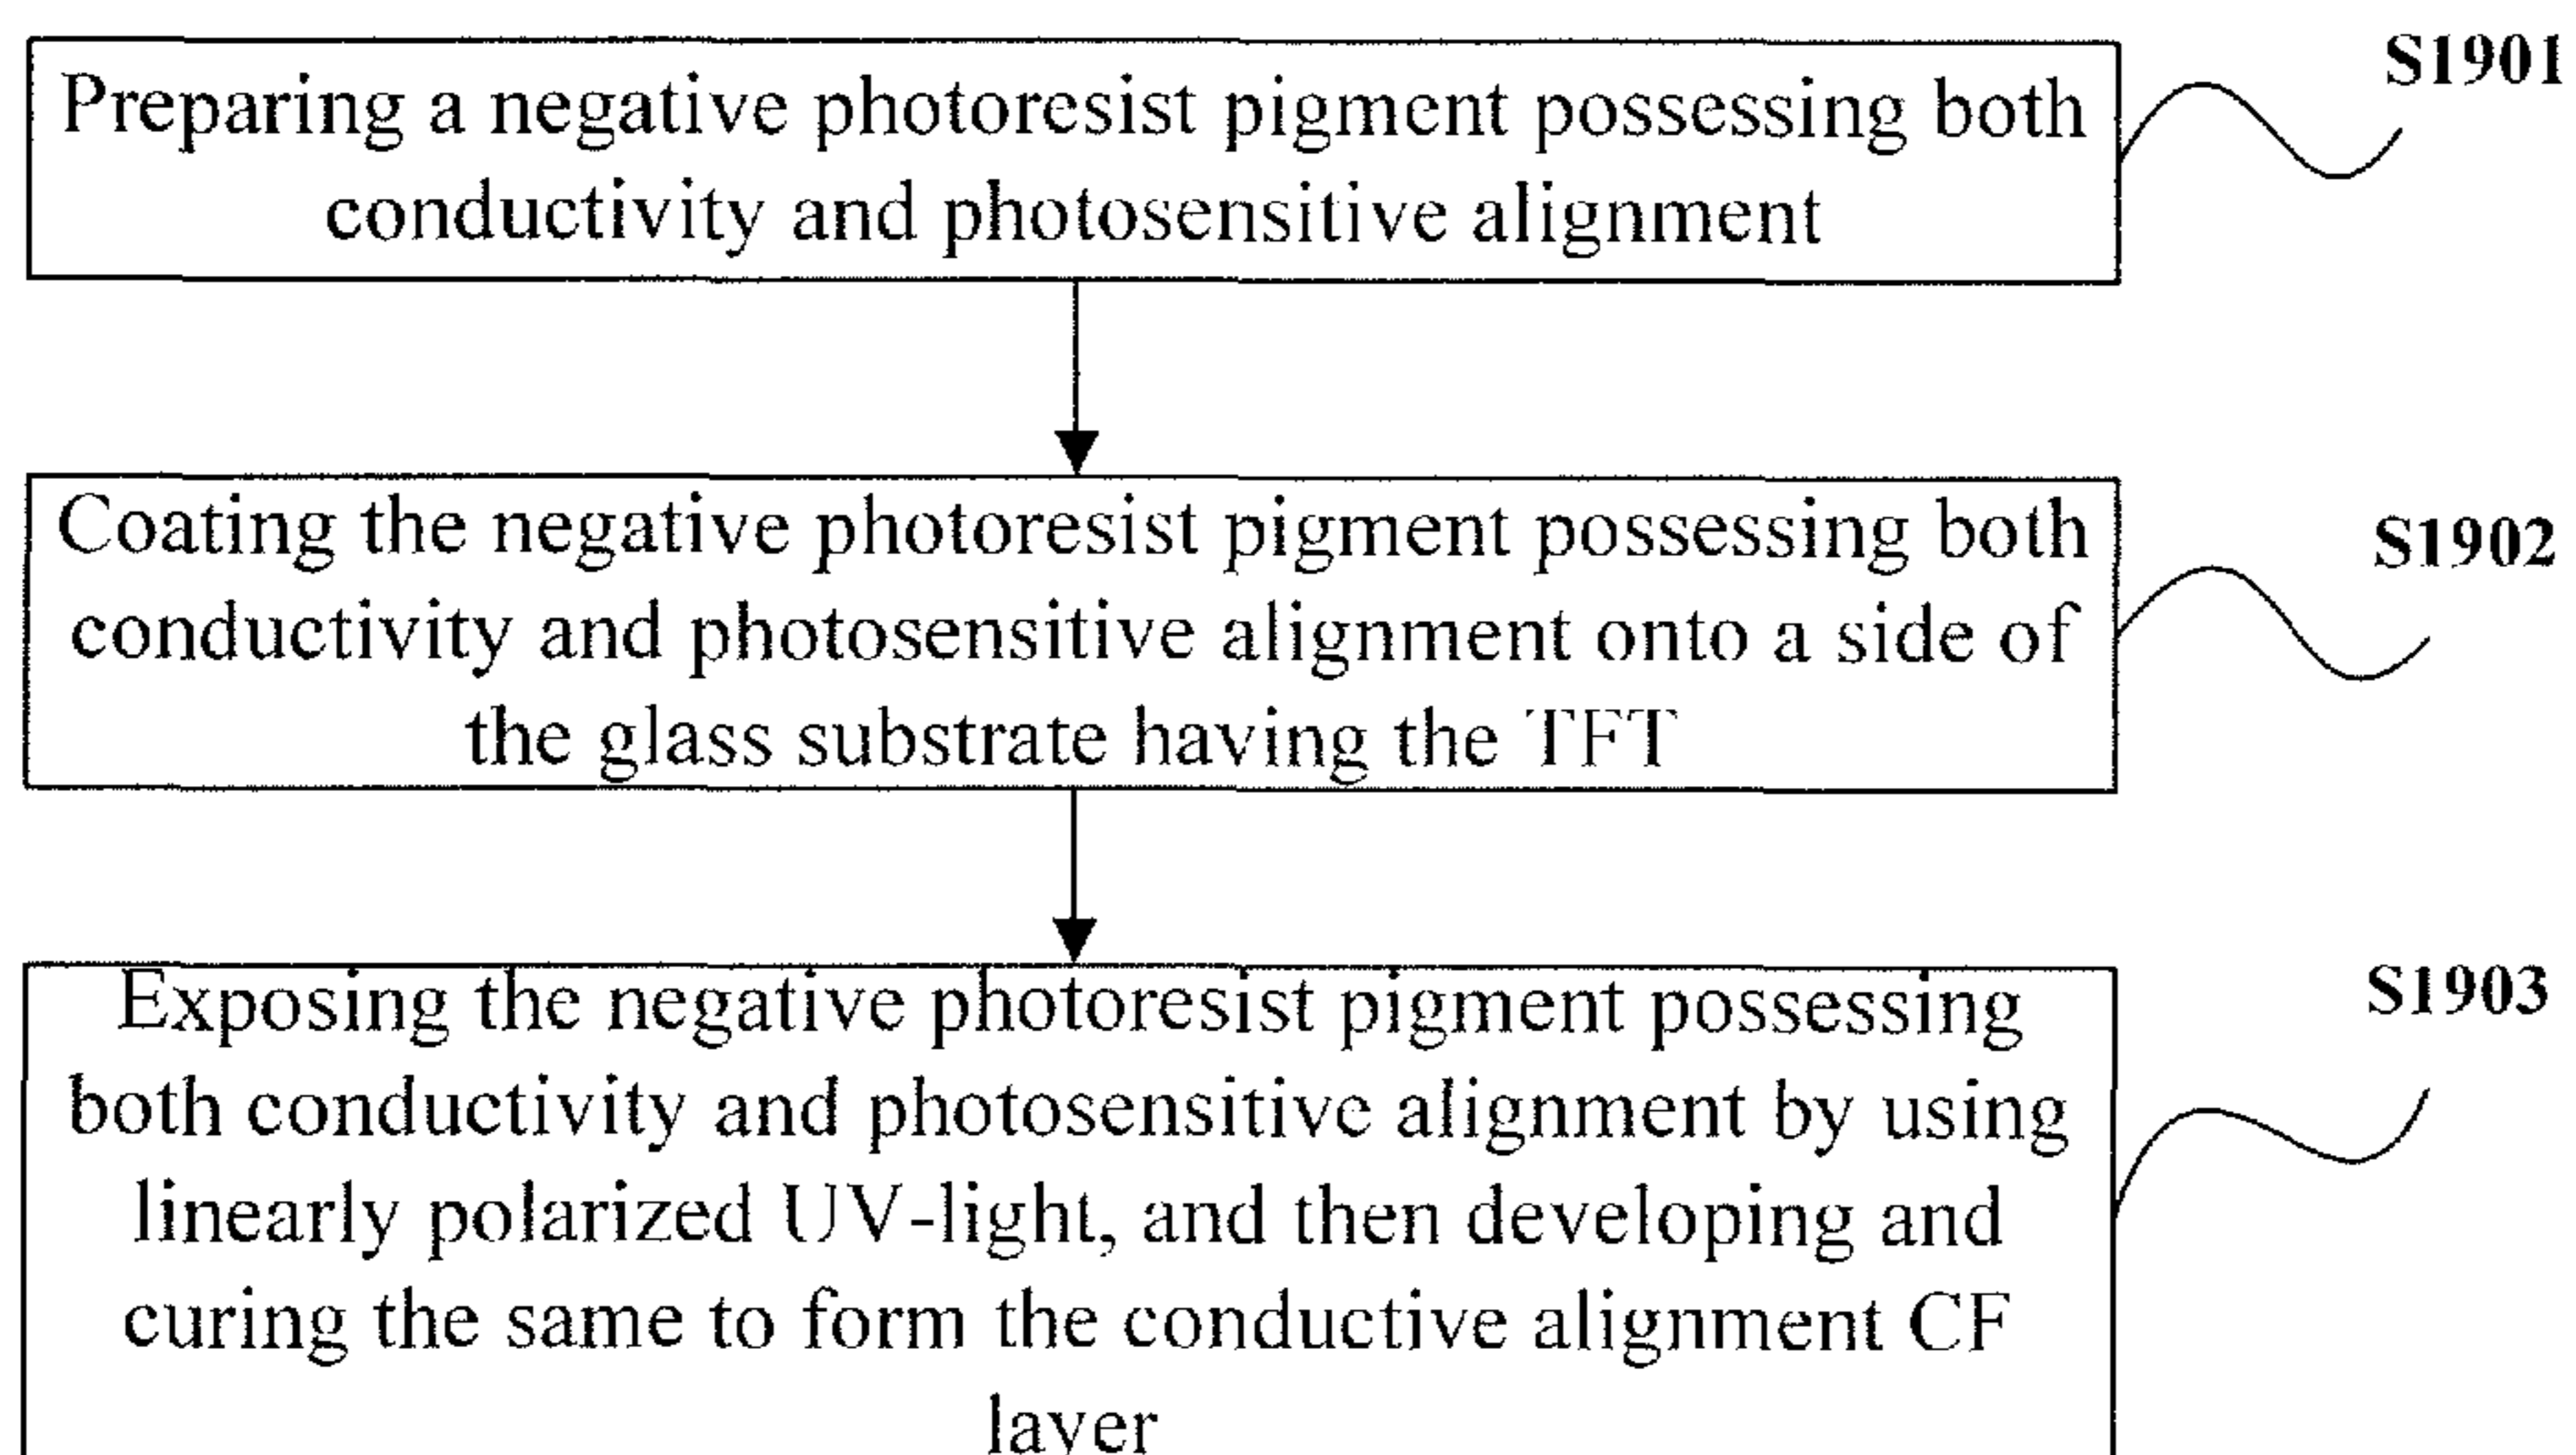 Preparing a negative photoresist pigment possessing both
conductivity and photosensitive alignment
S1901
Coating the negative photoresist pigment possessing both
conductivity and photosensitive alignment onto a side of
the glass substrate having the TFT
S1902
Exposing the negative photoresist pigment possessing
both conductivity and photosensitive alignment by using
linearly polarized UV-light, and then developing and
curing the same to form the conductive alignment CF
layer
S1903